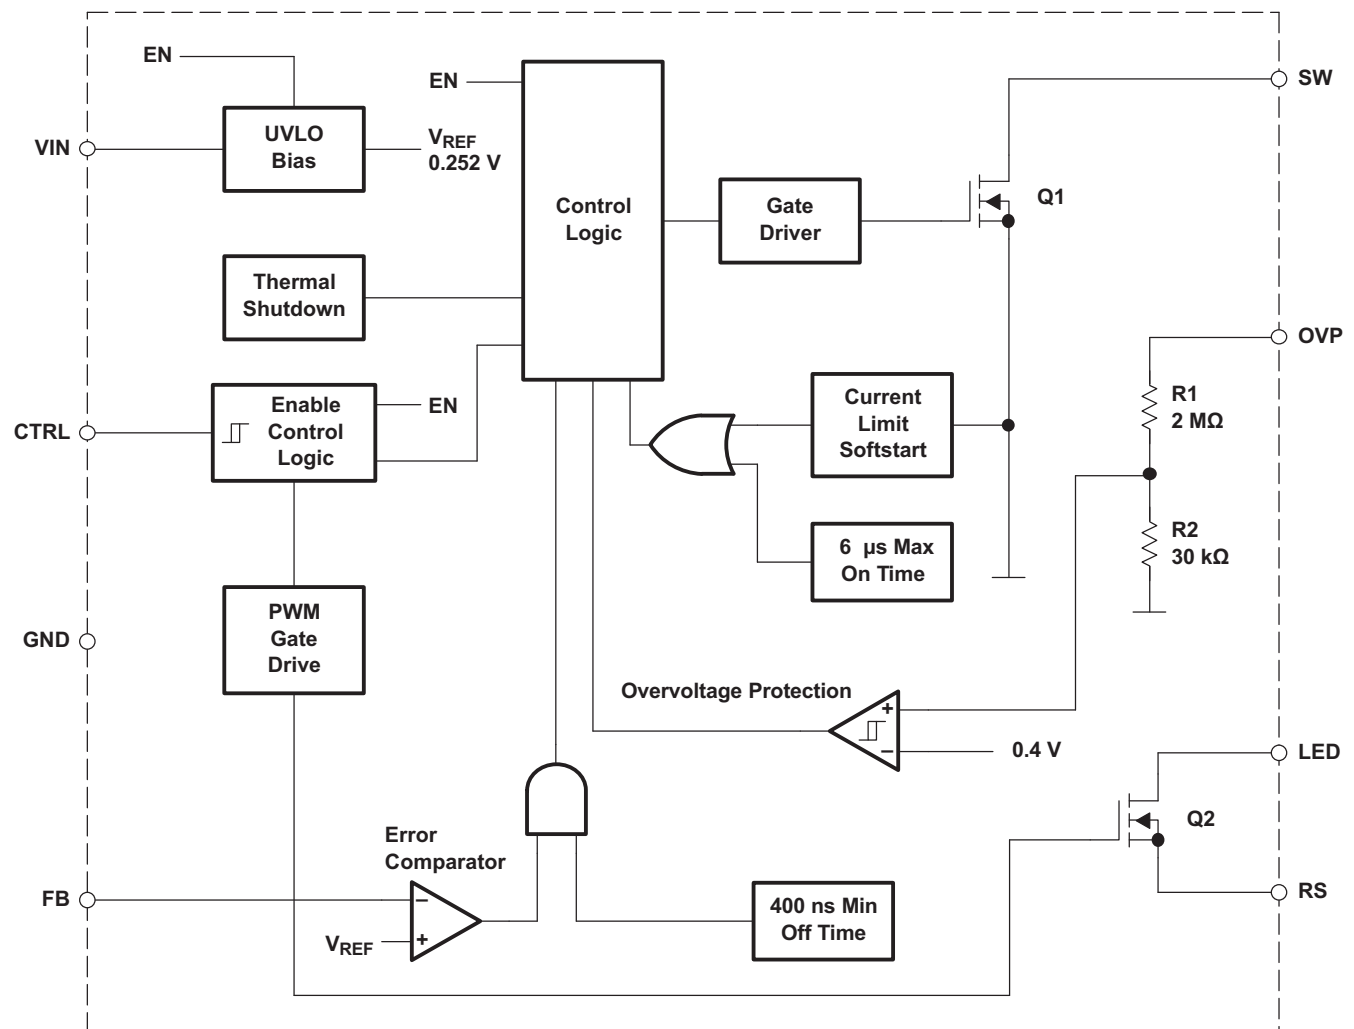 EN
EN
SW
VIN
UVLO
Bias
VREF
0.252 V
Control
Logic
Gate
Driver
Q1
Thermal
Shutdown
OVP
R1
2 MΩ
CTRL
Enable
Control
Logic
EN
Current
Limit
Softstart
R2
30 kΩ
6 µs Max
On Time
GND
PWM
Gate
Drive
Overvoltage Protection
+
−
0.4 V
LED
Q2
Error
Comparator
FB
−
VREF
+
400 ns Min
Off Time
RS